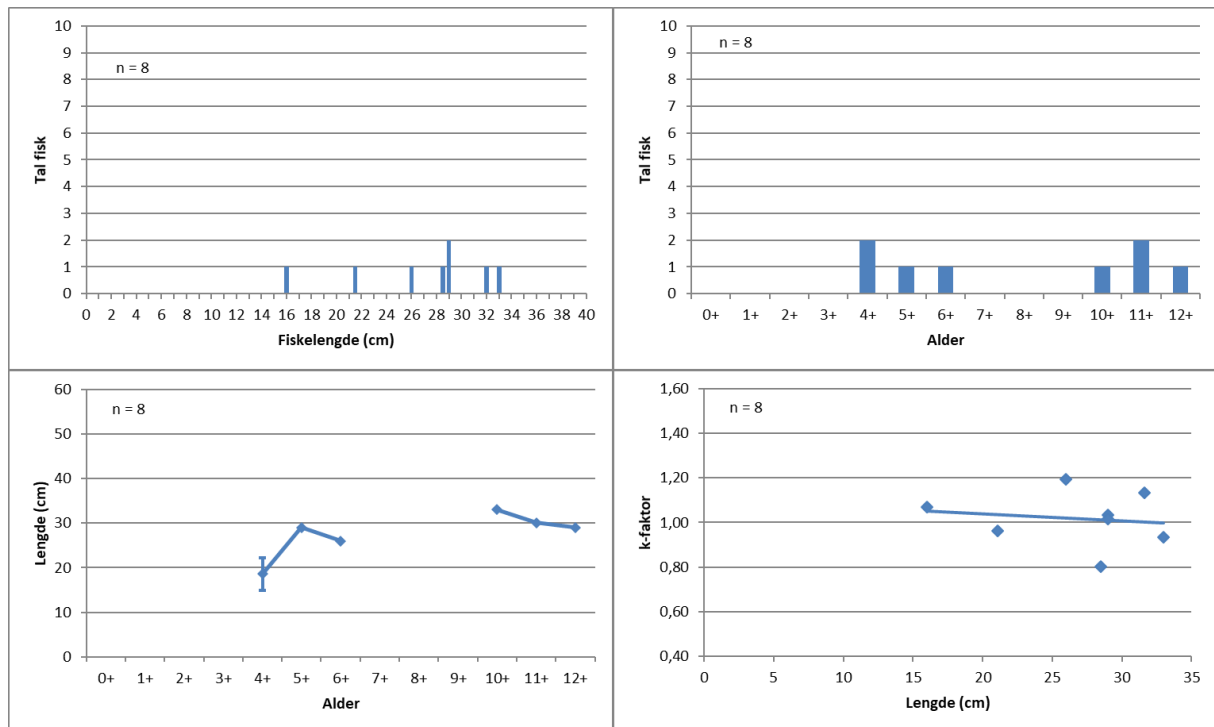 10
9
8
7
6
5
4
3
2
1
0
n = 8
Tal fisk
0 2 4 6 8 10 12 14 16 18 20 22 24 26 28 30 32 34 36 38 40
Fiskelengde (cm)
10
9
8
7
6
5
4
3
2
1
0
n = 8
Tal fisk
0+ 1+ 2+ 3+ 4+ 5+ 6+ 7+ 8+ 9+ 10+ 11+ 12+
Alder
60
50
40
30
20
10
0
n = 8
Lengde (cm)
0+ 1+ 2+ 3+ 4+ 5+ 6+ 7+ 8+ 9+ 10+ 11+ 12+
Alder
1,60
1,40
1,20
1,00
0,80
0,60
0,40
n = 8
k-faktor
0 5 10 15 20 25 30 35
Lengde (cm)